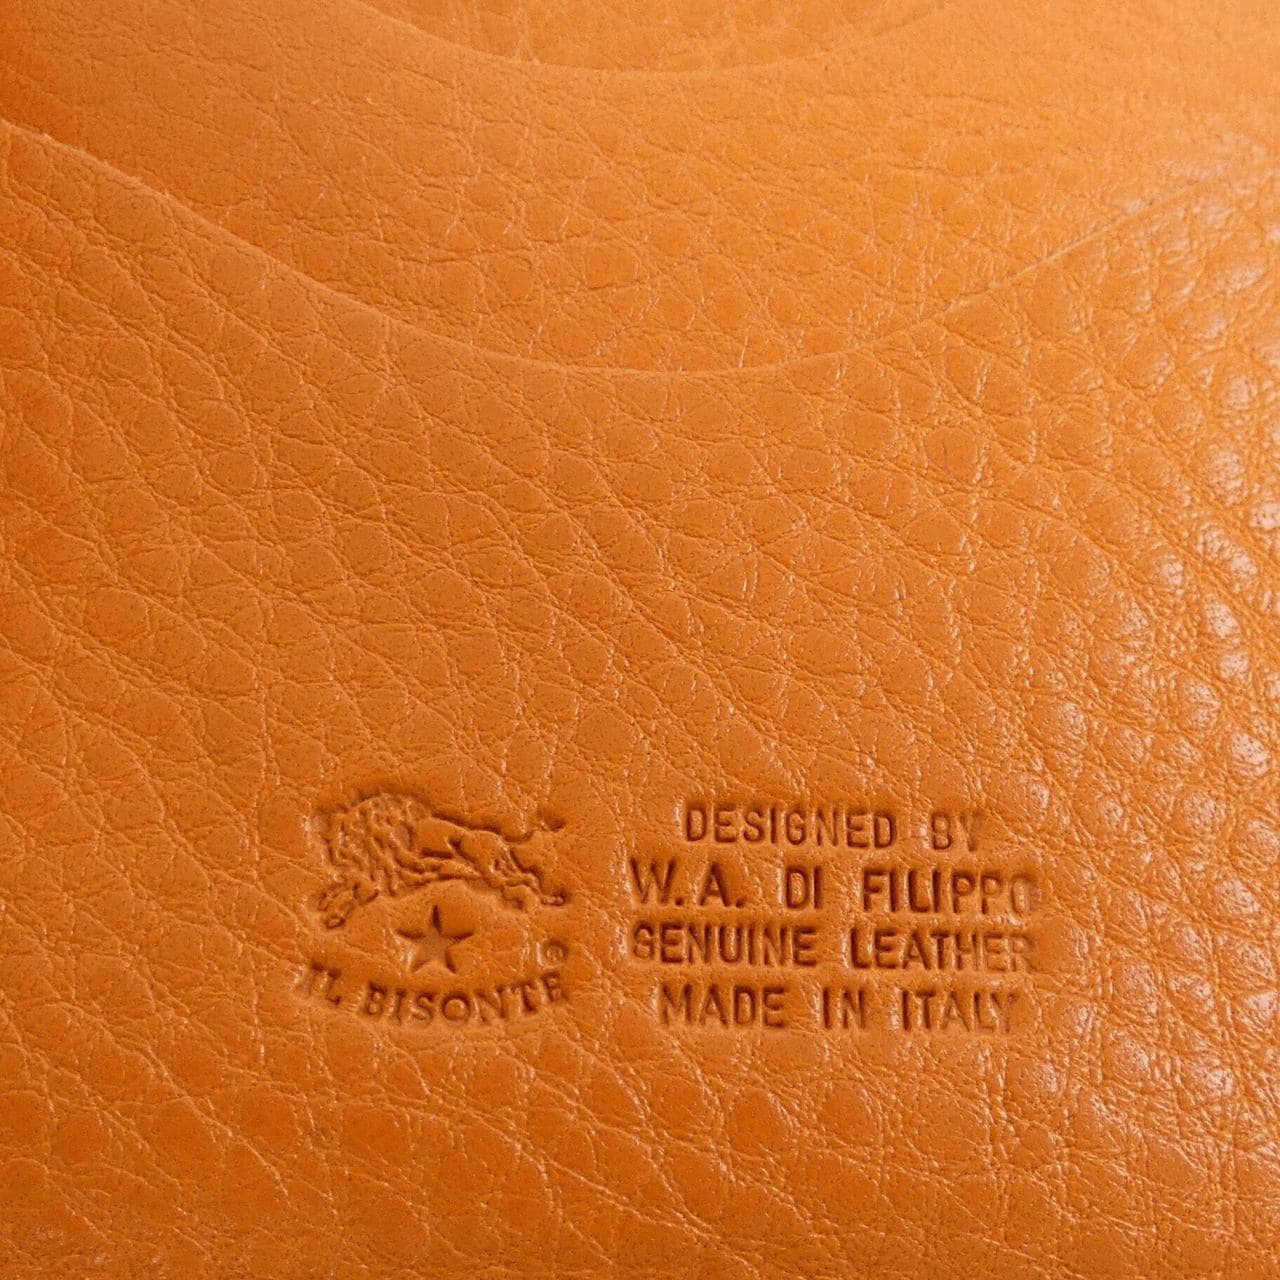 IL BISONTE
©
DESIGNED BY
W.A. DI FILIPPO
GENUINE LEATHER
MADE IN ITALY